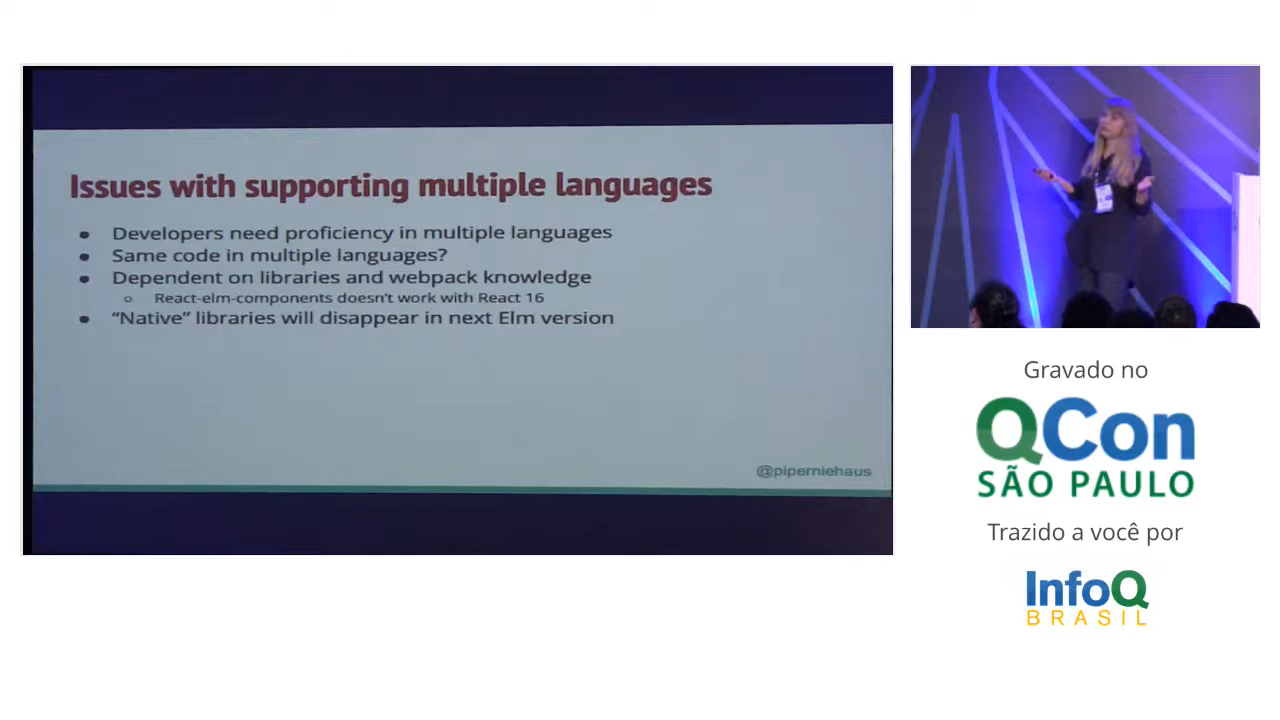 Issues with supporting multiple languages
● Developers need proficiency in multiple languages
● Same code in multiple languages?
● Dependent on libraries and webpack knowledge
○ React-elm-components doesn't work with React 16
● “Native” libraries will disappear in next Elm version
@piperniehaus
Gravado no
QCon
SÃO PAULO
Trazido a você por
InfoQ
BRASIL